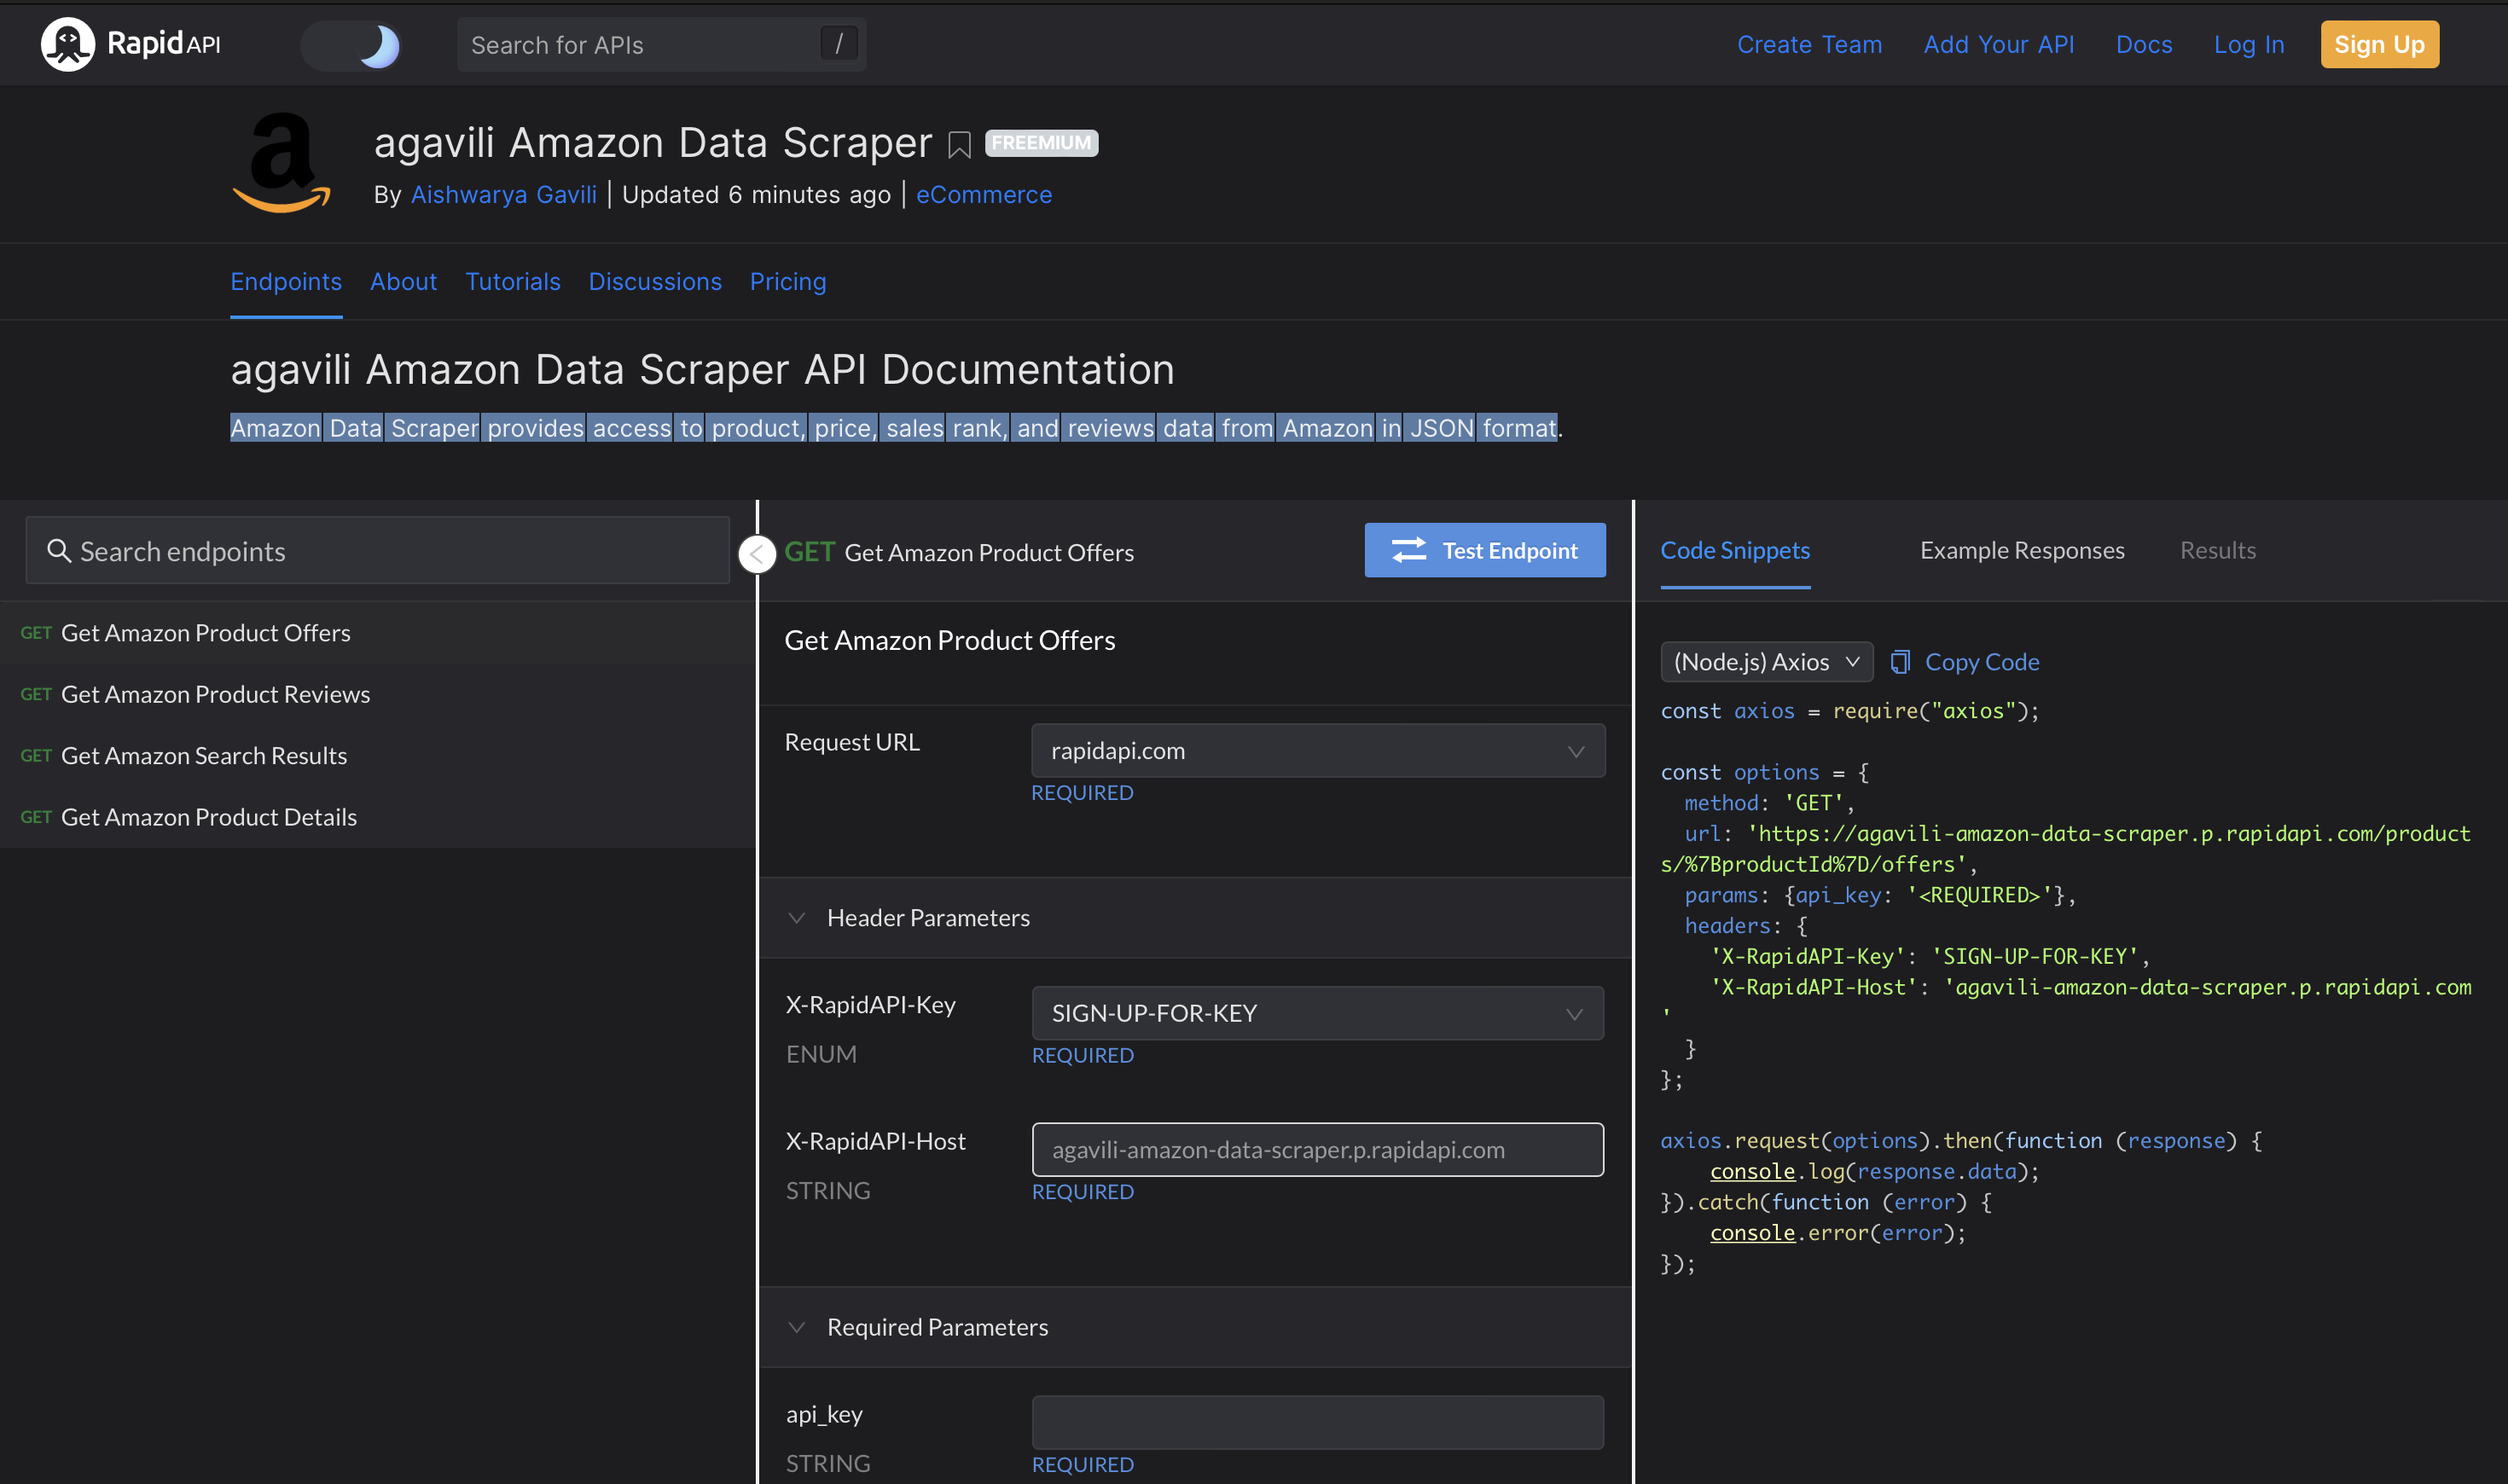 Rapid API
Search for APIs /
Create Team Add Your API Docs Log In Sign Up
a
agavili Amazon Data Scraper FREEMIUM
By Aishwarya Gavili | Updated 6 minutes ago | eCommerce
Endpoints About Tutorials Discussions Pricing
agavili Amazon Data Scraper API Documentation
Amazon Data Scraper provides access to product, price, sales rank, and reviews data from Amazon in JSON format.
Search endpoints
GET Get Amazon Product Offers
GET Get Amazon Product Reviews
GET Get Amazon Search Results
GET Get Amazon Product Details
GET Get Amazon Product Offers
Test Endpoint
Get Amazon Product Offers
Request URL
rapidapi.com
REQUIRED
Header Parameters
X-RapidAPI-Key
ENUM
SIGN-UP-FOR-KEY
REQUIRED
X-RapidAPI-Host
STRING
agavili-amazon-data-scraper.p.rapidapi.com
REQUIRED
Required Parameters
api_key
STRING
REQUIRED
Code Snippets Example Responses Results
(Node.js) Axios Copy Code
const axios = require("axios");
const options = {
method: 'GET',
url: 'https://agavili-amazon-data-scraper.p.rapidapi.com/product
s/%7BproductId%7D/offers',
params: {api_key: '<REQUIRED>'},
headers: {
'X-RapidAPI-Key': 'SIGN-UP-FOR-KEY',
'X-RapidAPI-Host': 'agavili-amazon-data-scraper.p.rapidapi.com
'
}
};
axios.request(options).then(function (response) {
console.log(response.data);
}).catch(function (error) {
console.error(error);
});